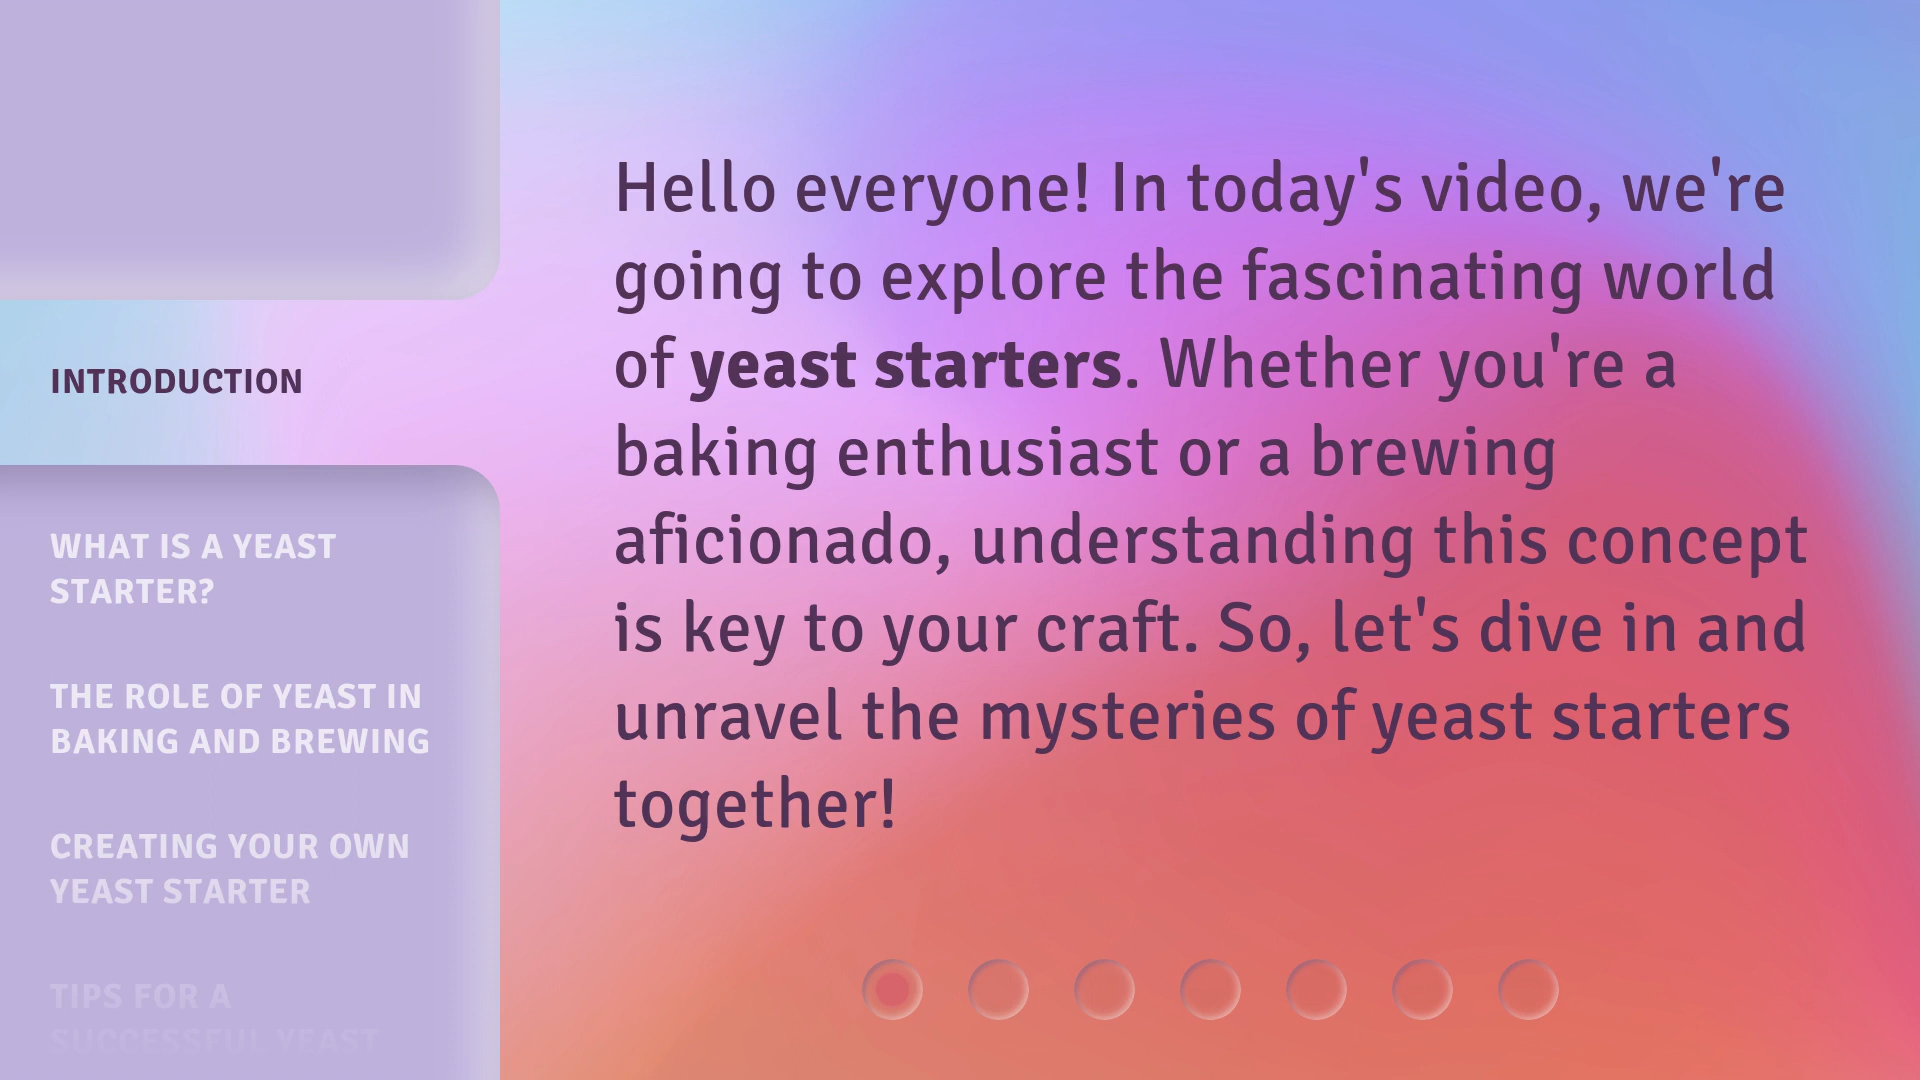 INTRODUCTION
WHAT IS A YEAST
STARTER?
THE ROLE OF YEAST IN
BAKING AND BREWING
CREATING YOUR OWN
YEAST STARTER
TIPS FOR A
SUCCESSFUL YEAST
Hello everyone! In today's video, we're
going to explore the fascinating world
of yeast starters. Whether you're a
baking enthusiast or a brewing
aficionado, understanding this concept
is key to your craft. So, let's dive in and
unravel the mysteries of yeast starters
together!